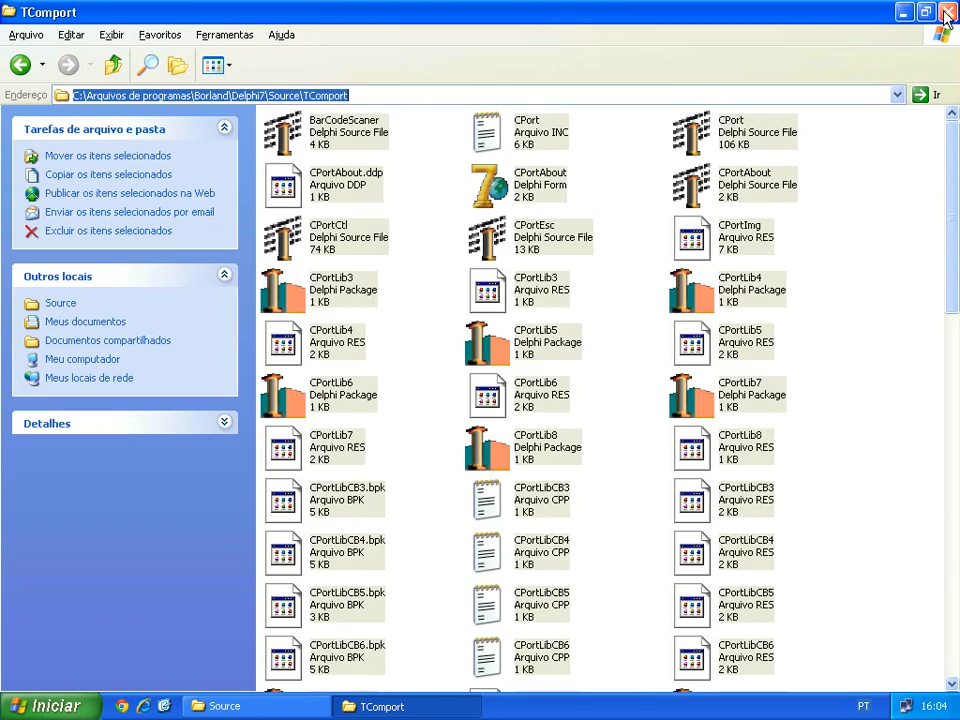 TComport
Arquivo Editar Exibir Favoritos Ferramentas Ajuda
Endereço C:\Arquivos de programas\Borland\Delphi7\Source\TComport Ir
Tarefas de arquivo e pasta
Mover os itens selecionados
Copiar os itens selecionados
Publicar os itens selecionados na Web
Enviar os itens selecionados por email
Excluir os itens selecionados
Outros locais
Source
Meus documentos
Documentos compartilhados
Meu computador
Meus locais de rede
Detalhes
BarCodeScaner
Delphi Source File
4 KB
CPort
Arquivo INC
6 KB
CPort
Delphi Source File
106 KB
CPortAbout.ddp
Arquivo DDP
1 KB
CPortAbout
Delphi Form
2 KB
CPortAbout
Delphi Source File
2 KB
CPortCtl
Delphi Source File
74 KB
CPortEsc
Delphi Source File
13 KB
CPortImg
Arquivo RES
7 KB
CPortLib3
Delphi Package
1 KB
CPortLib3
Arquivo RES
1 KB
CPortLib4
Delphi Package
1 KB
CPortLib4
Arquivo RES
2 KB
CPortLib5
Delphi Package
1 KB
CPortLib5
Arquivo RES
2 KB
CPortLib6
Delphi Package
1 KB
CPortLib6
Arquivo RES
2 KB
CPortLib7
Delphi Package
1 KB
CPortLib7
Arquivo RES
2 KB
CPortLib8
Delphi Package
1 KB
CPortLib8
Arquivo RES
1 KB
CPortLibCB3.bpk
Arquivo BPK
5 KB
CPortLibCB3
Arquivo CPP
1 KB
CPortLibCB3
Arquivo RES
2 KB
CPortLibCB4.bpk
Arquivo BPK
5 KB
CPortLibCB4
Arquivo CPP
1 KB
CPortLibCB4
Arquivo RES
2 KB
CPortLibCB5.bpk
Arquivo BPK
3 KB
CPortLibCB5
Arquivo CPP
1 KB
CPortLibCB5
Arquivo RES
2 KB
CPortLibCB6.bpk
Arquivo BPK
5 KB
CPortLibCB6
Arquivo CPP
1 KB
CPortLibCB6
Arquivo RES
2 KB
Iniciar Source TComport PT 16:04